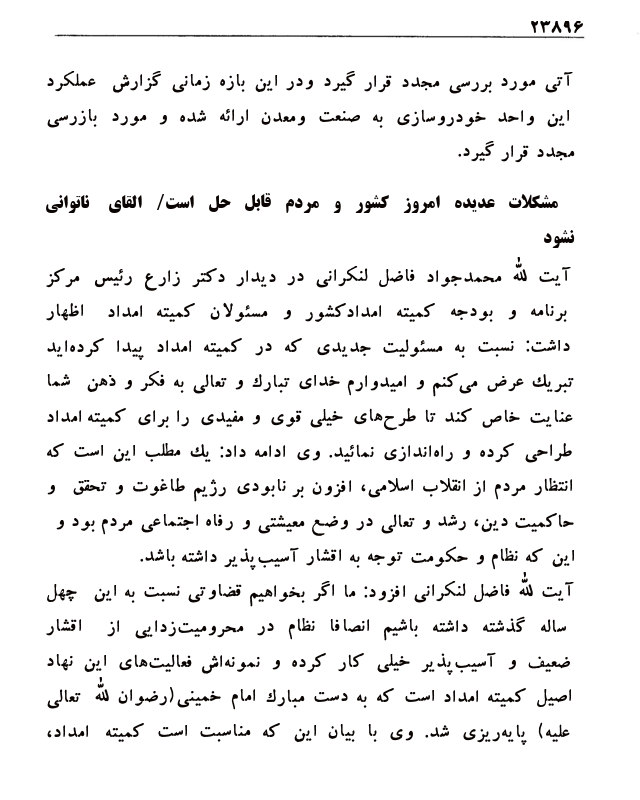 ۲۳۸۹۶
آتی مورد بررسی مجدد قرار گیرد ودر این بازه زمانی گزارش عملکرد
این واحد خودروسازی به صنعت ومعدن ارائه شده و مورد بازرسی
مجدد قرار گیرد.
مشکلات عدیده امروز کشور و مردم قابل حل است/ القای ناتوانی
نشود
آیت لله محمدجواد فاضل لنکرانی در دیدار دکتر زارع رئیس مرکز
برنامه و بودجه کمیته امدادکشور و مسئولان کمیته امداد اظهار
داشت: نسبت به مسئولیت جدیدی که در کمیته امداد پیدا کرده‌اید
تبریك عرض می‌کنم و امیدوارم خدای تبارك و تعالی به فکر و ذهن شما
عنایت خاص کند تا طرح‌های خیلی قوی و مفیدی را برای کمیته امداد
طراحی کرده و راه‌اندازی نمائید. وی ادامه داد: یك مطلب این است که
انتظار مردم از انقلاب اسلامی، افزون بر نابودی رژیم طاغوت و تحقق و
حاکمیت دین، رشد و تعالی در وضع معیشتی و رفاه اجتماعی مردم بود و
این که نظام و حکومت توجه به اقشار آسیب‌پذیر داشته باشد.
آیت لله فاضل لنکرانی افزود: ما اگر بخواهیم قضاوتی نسبت به این چهل
ساله گذشته داشته باشیم انصافا نظام در محرومیت‌زدایی از اقشار
ضعیف و آسیب‌پذیر خیلی کار کرده و نمونه‌اش فعالیت‌های این نهاد
اصیل کمیته امداد است که به دست مبارك امام خمینی(رضوان لله تعالی
علیه) پایه‌ریزی شد. وی با بیان این که مناسبت است کمیته امداد،